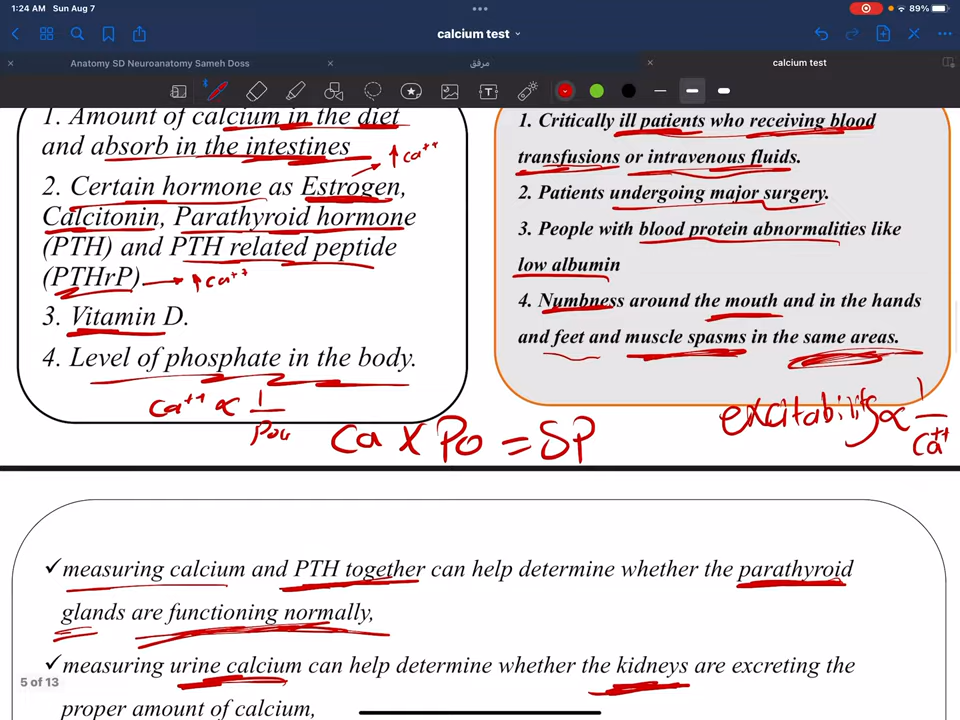 1:24 AM Sun Aug 7
89%
calcium test
Anatomy SD Neuroanatomy Sameh Doss
مرفق
calcium test
1. Amount of calcium in the diet
and absorb in the intestines
↑ Ca⁺⁺
2. Certain hormone as Estrogen,
Calcitonin, Parathyroid hormone
(PTH) and PTH related peptide
(PTHrP) → ↑ Ca⁺⁺
3. Vitamin D.
4. Level of phosphate in the body.
Ca⁺⁺ ∝ 1
Po4
1. Critically ill patients who receiving blood
transfusions or intravenous fluids.
2. Patients undergoing major surgery.
3. People with blood protein abnormalities like
low albumin
4. Numbness around the mouth and in the hands
and feet and muscle spasms in the same areas.
excitability ∝ 1
Ca⁺⁺
Ca x Po = SP
✓measuring calcium and PTH together can help determine whether the parathyroid
glands are functioning normally,
✓measuring urine calcium can help determine whether the kidneys are excreting the
5 of 13
proper amount of calcium,